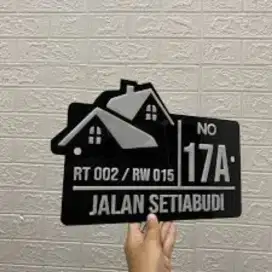 NO
17A
RT 002 / RW 015
JALAN SETIABUDI